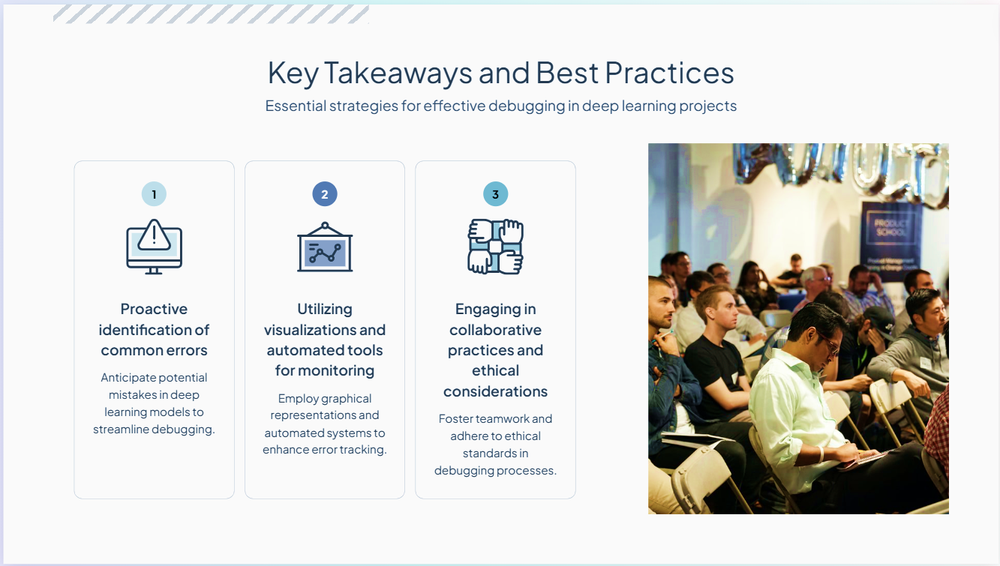 Key Takeaways and Best Practices
Essential strategies for effective debugging in deep learning projects
1
Proactive
identification of
common errors
Anticipate potential
mistakes in deep
learning models to
streamline debugging.
2
Utilizing
visualizations and
automated tools
for monitoring
Employ graphical
representations and
automated systems to
enhance error tracking.
3
Engaging in
collaborative
practices and
ethical
considerations
Foster teamwork and
adhere to ethical
standards in
debugging processes.
PRODUCT
SCHOOL
Product Management